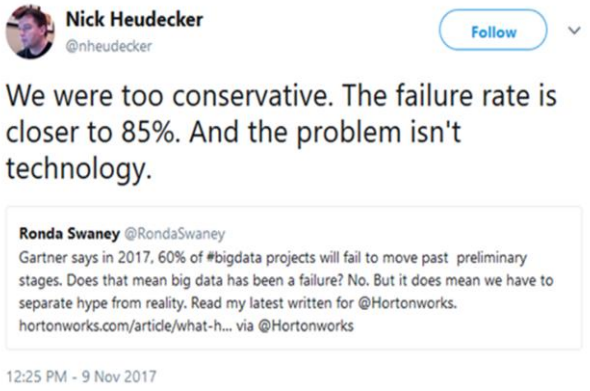 Nick Heudecker
@nheudecker
Follow
We were too conservative. The failure rate is
closer to 85%. And the problem isn't
technology.
Ronda Swaney @RondaSwaney
Gartner says in 2017, 60% of #bigdata projects will fail to move past preliminary
stages. Does that mean big data has been a failure? No. But it does mean we have to
separate hype from reality. Read my latest written for @Hortonworks.
hortonworks.com/article/what-h... via @Hortonworks
12:25 PM - 9 Nov 2017